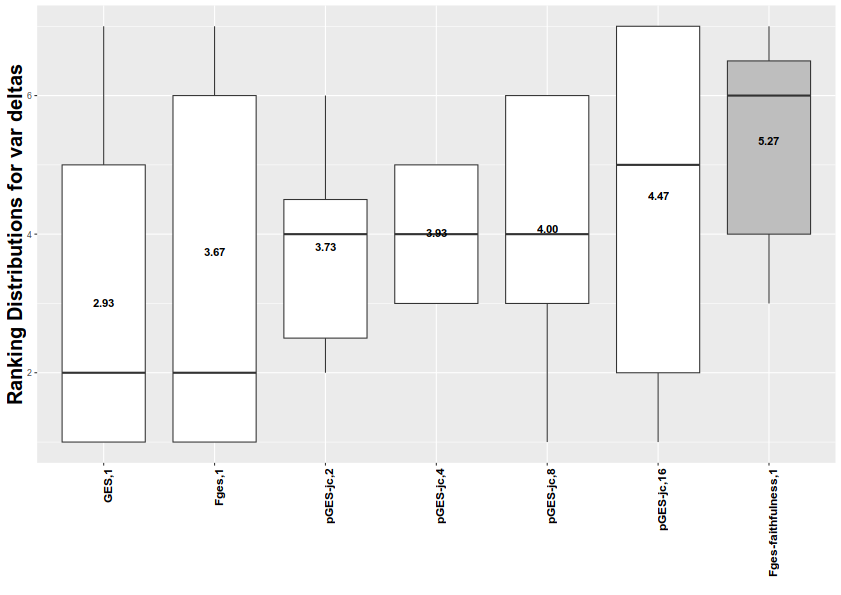 Ranking Distributions for var deltas
6
4
2
2.93
3.67
3.73
3.93
4.00
4.47
5.27
GES,1
Fges,1
pGES-jc,2
pGES-jc,4
pGES-jc,8
pGES-jc,16
Fges-faithfulness,1